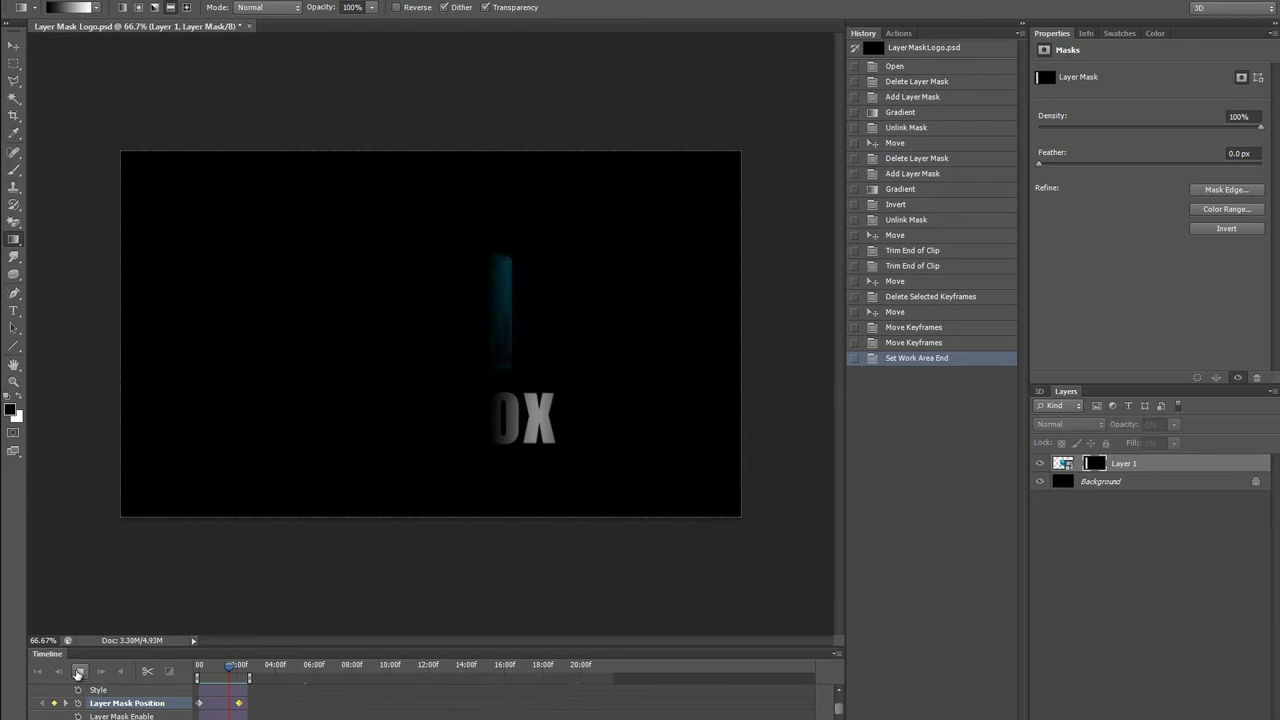 Mode: Normal Opacity: 100% Reverse Dither Transparency 3D
Layer Mask Logo.psd @ 66.7% (Layer 1, Layer Mask/8) * ×
History Actions
LayerMaskLogo.psd
Open
Delete Layer Mask
Add Layer Mask
Gradient
Unlink Mask
Move
Delete Layer Mask
Add Layer Mask
Gradient
Invert
Unlink Mask
Move
Trim End of Clip
Trim End of Clip
Move
Delete Selected Keyframes
Move
Move Keyframes
Move Keyframes
Set Work Area End
Properties Info Swatches Color
Masks
Layer Mask
Density: 100%
Feather: 0.0 px
Refine: Mask Edge...
Color Range...
Invert
3D Layers
Kind
Normal Opacity:
Lock: Fill:
Layer 1
Background
OX
66.67% Doc: 3.30M/4.93M
Timeline
00 04:00f 06:00f 08:00f 10:00f 12:00f 14:00f 16:00f 18:00f 20:00f
Style
Layer Mask Position
Layer Mask Enable